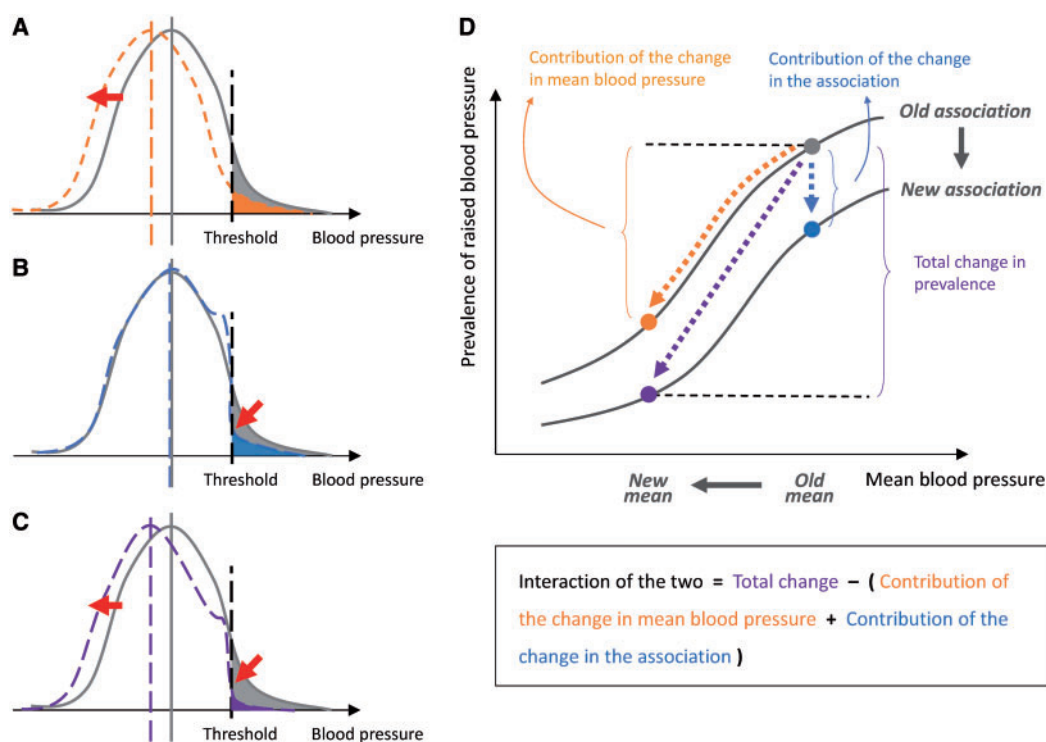 A
Threshold
Blood pressure
B
Threshold
Blood pressure
C
Threshold
Blood pressure
D
Contribution of the change
in mean blood pressure
Contribution of the change
in the association
Prevalence of raised blood pressure
Old association
New association
Total change in
prevalence
New
mean
Old
mean
Mean blood pressure
Interaction of the two = Total change – ( Contribution of
the change in mean blood pressure + Contribution of the
change in the association )